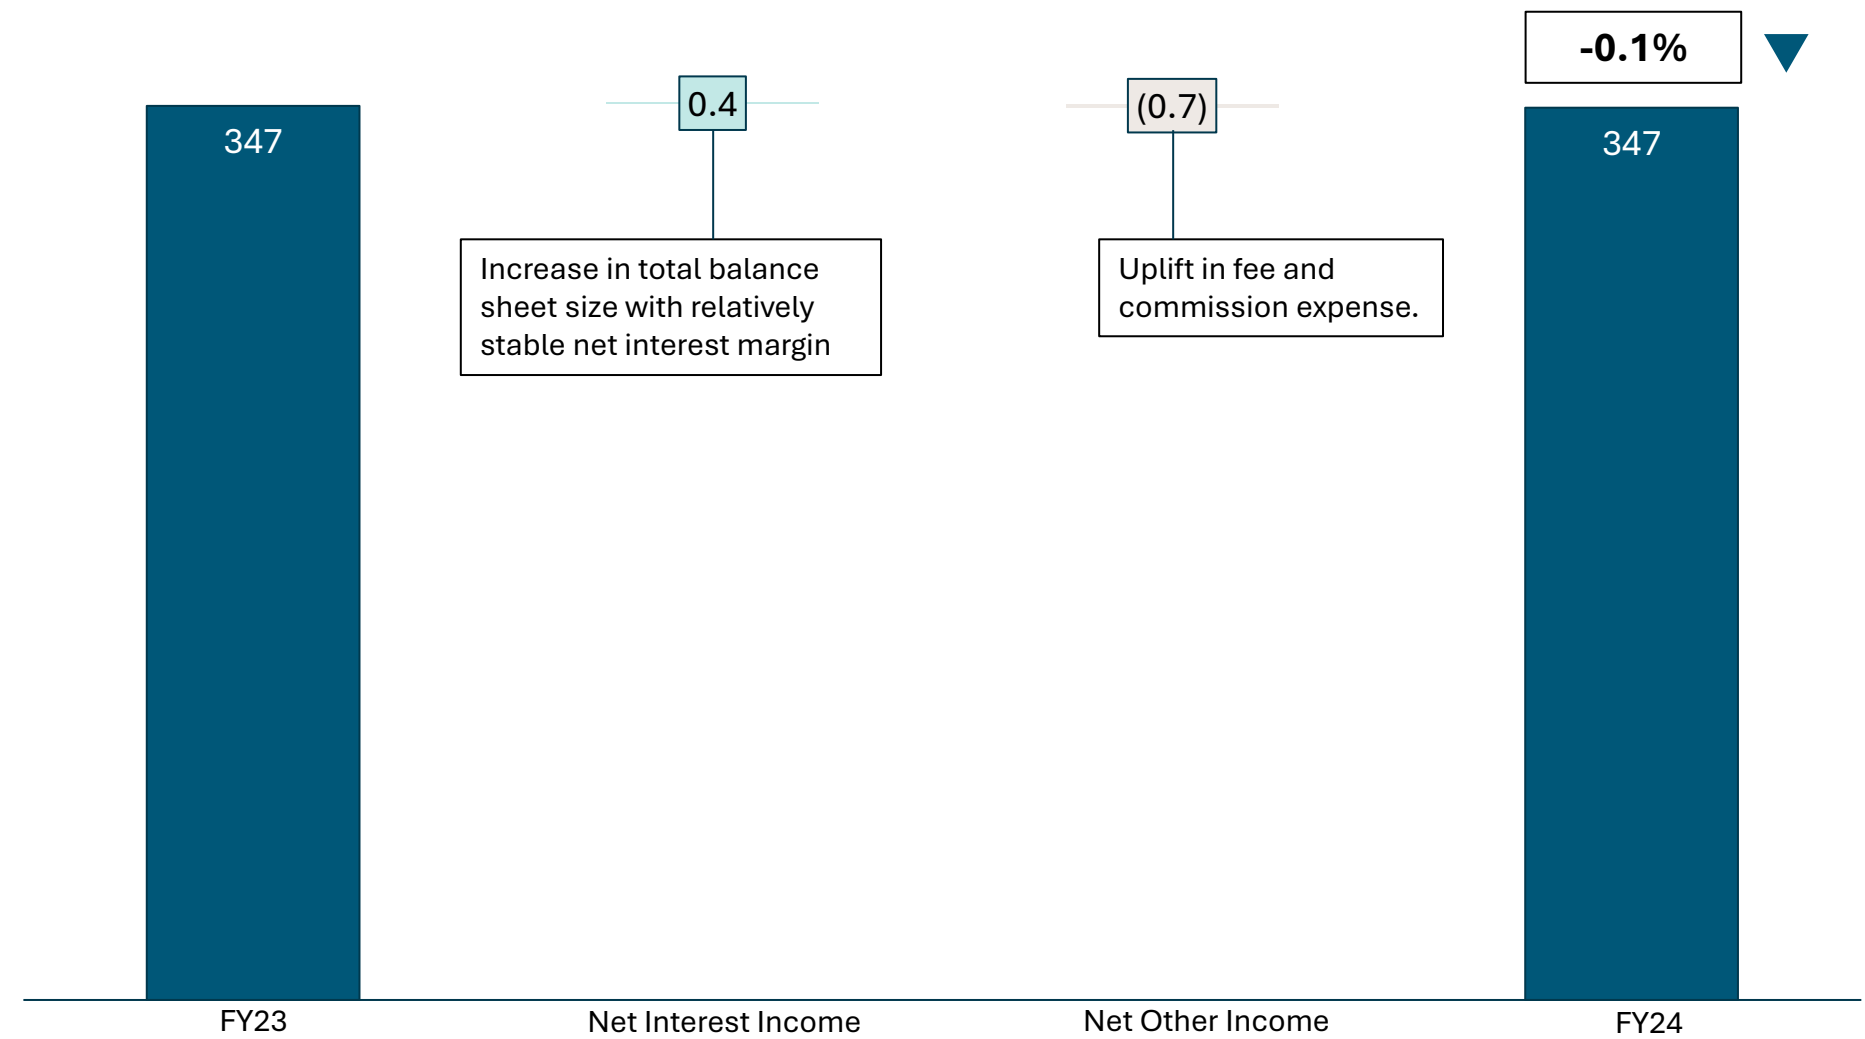 -0.1%
347
0.4
(0.7)
347
Increase in total balance
sheet size with relatively
stable net interest margin
Uplift in fee and
commission expense.
FY23
Net Interest Income
Net Other Income
FY24